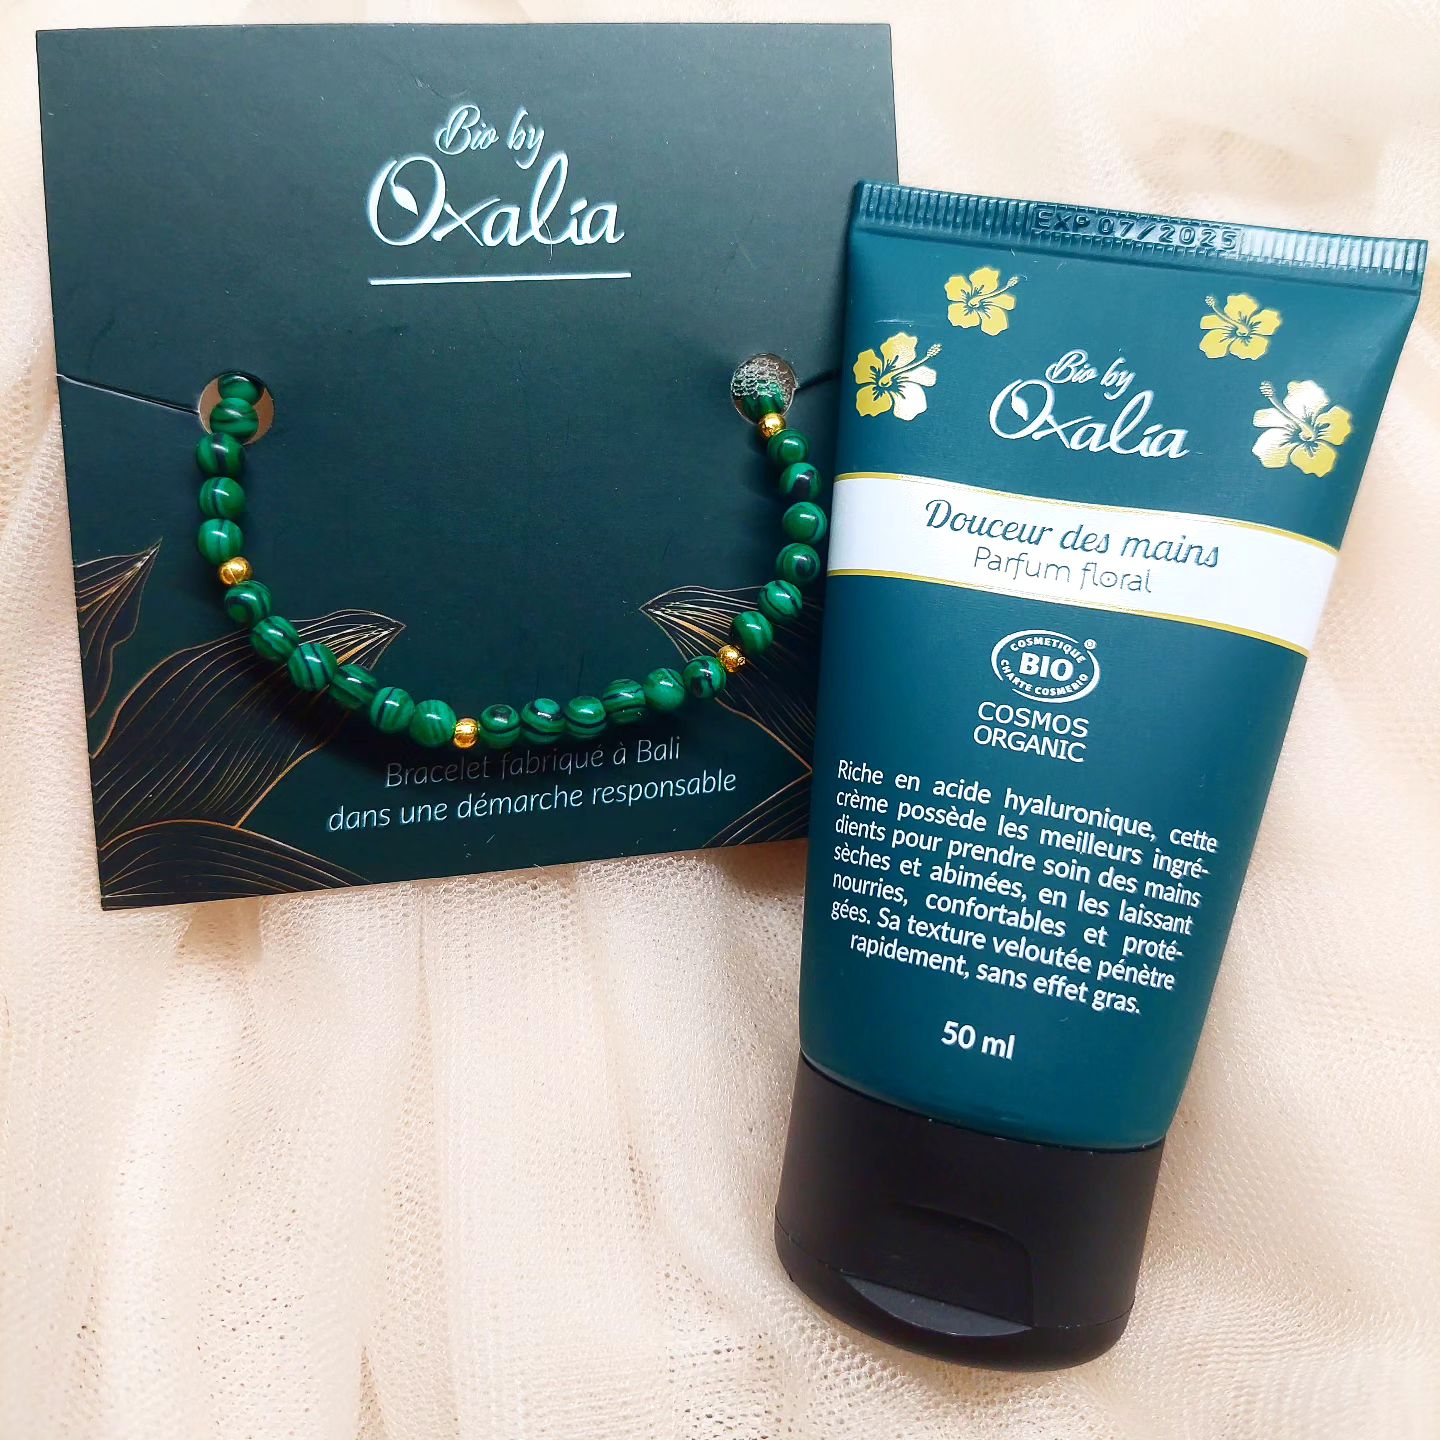 Bio by
Oxalia
Bracelet fabriqué à Bali
dans une démarche responsable
EXP 07/2025
Bio by
Oxalia
Douceur des mains
Parfum floral
COSMETIQUE
BIO
®
CHARTE COSMEBIO
COSMOS
ORGANIC
Riche en acide hyaluronique, cette
crème possède les meilleurs ingré-
dients pour prendre soin des mains
sèches et abimées, en les laissant
nourries, confortables et proté-
gées. Sa texture veloutée pénètre
rapidement, sans effet gras.
50 ml